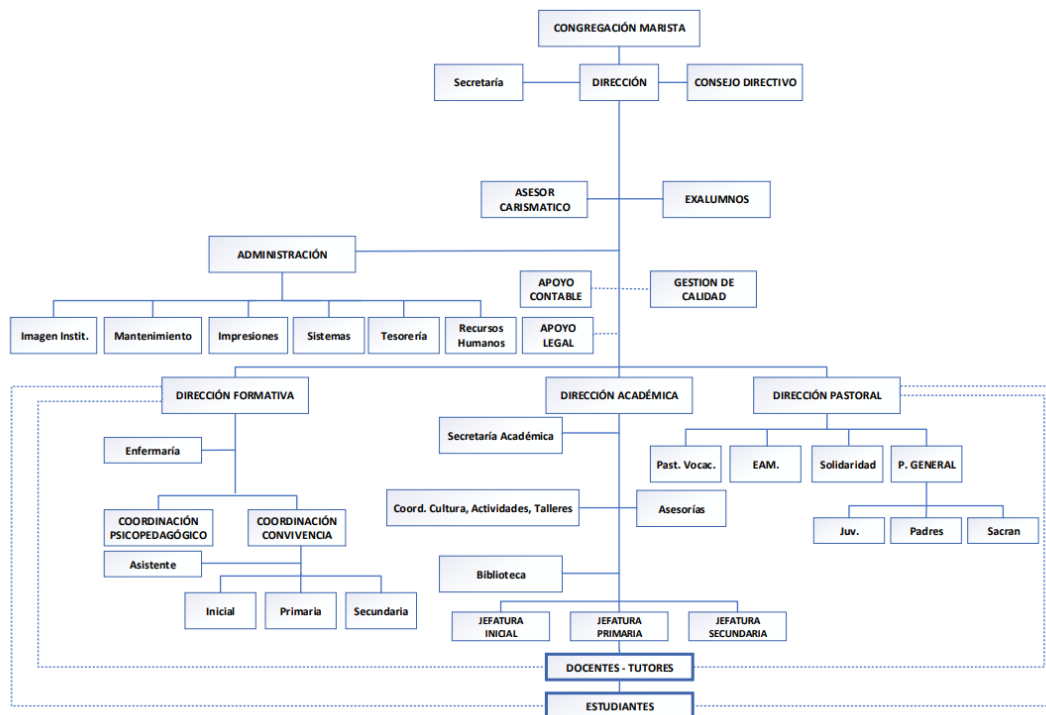 CONGREGACIÓN MARISTA
Secretaría
DIRECCIÓN
CONSEJO DIRECTIVO
ASESOR
CARISMATICO
EXALUMNOS
ADMINISTRACIÓN
APOYO
CONTABLE
GESTION DE
CALIDAD
Imagen Instit.
Mantenimiento
Impresiones
Sistemas
Tesorería
Recursos
Humanos
APOYO
LEGAL
DIRECCIÓN FORMATIVA
DIRECCIÓN ACADÉMICA
DIRECCIÓN PASTORAL
Enfermaría
Secretaría Académica
Past. Vocac.
EAM.
Solidaridad
P. GENERAL
COORDINACIÓN
PSICOPEDAGÓGICO
COORDINACIÓN
CONVIVENCIA
Coord. Cultura, Actividades, Talleres
Asesorías
Juv.
Padres
Sacran
Asistente
Biblioteca
Inicial
Primaria
Secundaria
JEFATURA
INICIAL
JEFATURA
PRIMARIA
JEFATURA
SECUNDARIA
DOCENTES - TUTORES
ESTUDIANTES